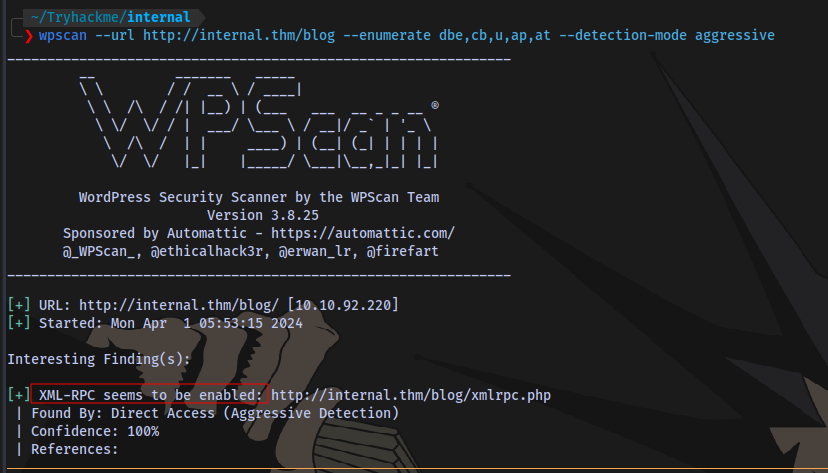 ~/Tryhackme/internal
❯ wpscan --url http://internal.thm/blog --enumerate dbe,cb,u,ap,at --detection-mode aggressive
WPScan ®
WordPress Security Scanner by the WPScan Team
Version 3.8.25
Sponsored by Automattic - https://automattic.com/
@_WPScan_, @ethicalhack3r, @erwan_lr, @firefart
[+] URL: http://internal.thm/blog/ [10.10.92.220]
[+] Started: Mon Apr  1 05:53:15 2024
Interesting Finding(s):
[+] XML-RPC seems to be enabled: http://internal.thm/blog/xmlrpc.php
| Found By: Direct Access (Aggressive Detection)
| Confidence: 100%
| References: